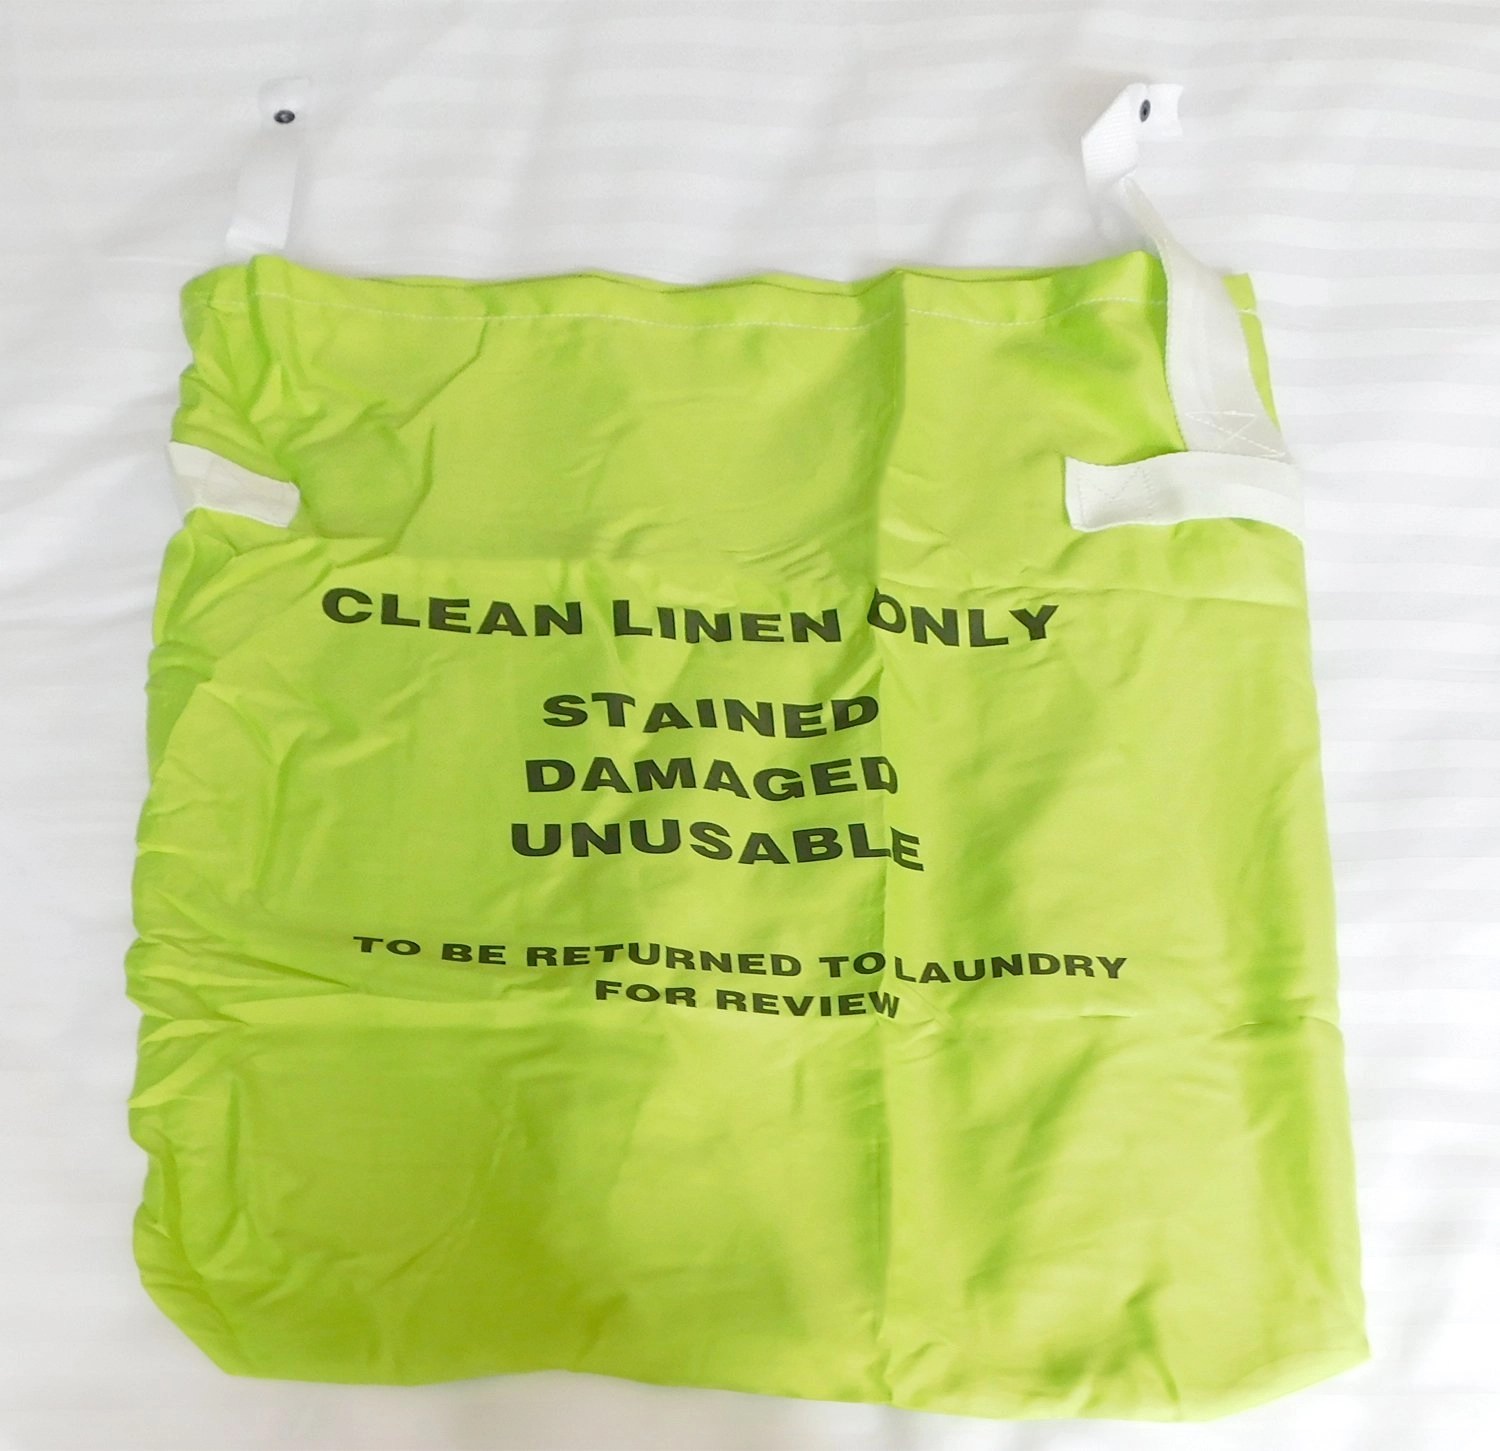 CLEAN LINEN ONLY
STAINED
DAMAGED
UNUSABLE
TO BE RETURNED TO LAUNDRY
FOR REVIEW